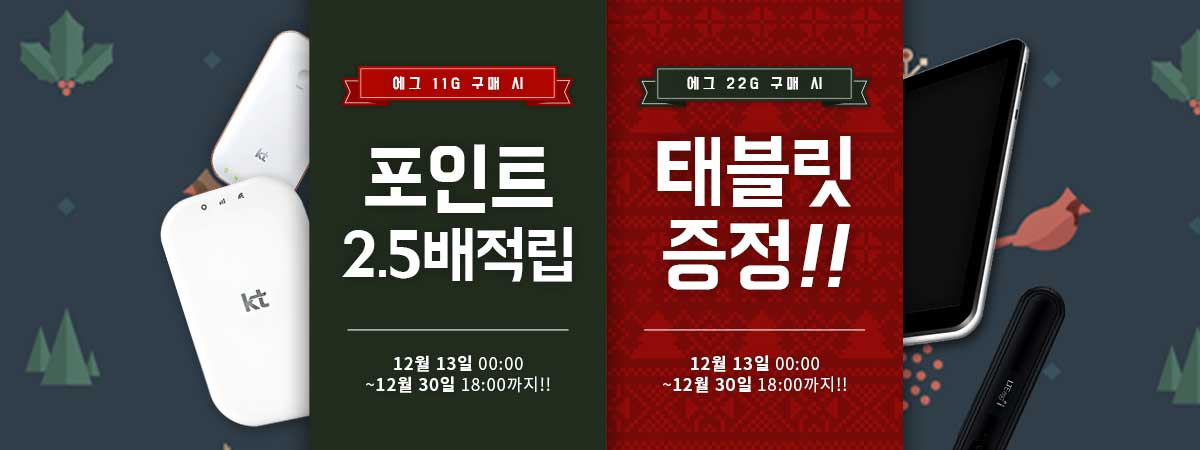 kt
kt
에그 11G 구매 시
포인트
2.5배적립
12월 13일 00:00
~12월 30일 18:00까지!!
에그 22G 구매 시
태블릿
증정!!
12월 13일 00:00
~12월 30일 18:00까지!!